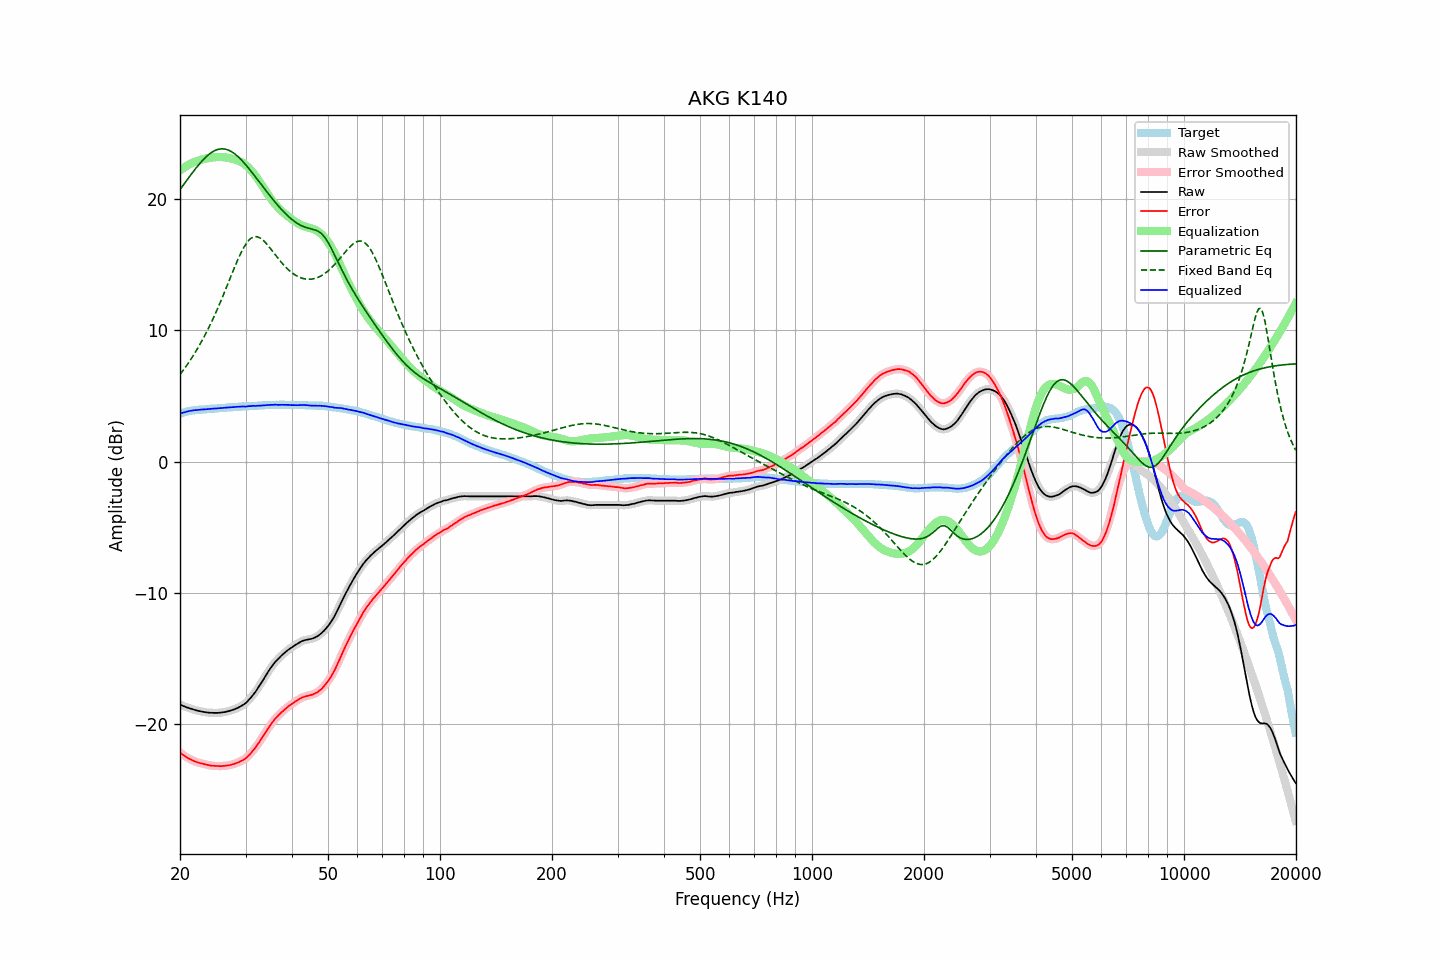 AKG K140
Amplitude (dBr)
20
10
0
−10
−20
Target
Raw Smoothed
Error Smoothed
Raw
Error
Equalization
Parametric Eq
Fixed Band Eq
Equalized
20 50 100 200 500 1000 2000 5000 10000 20000
Frequency (Hz)